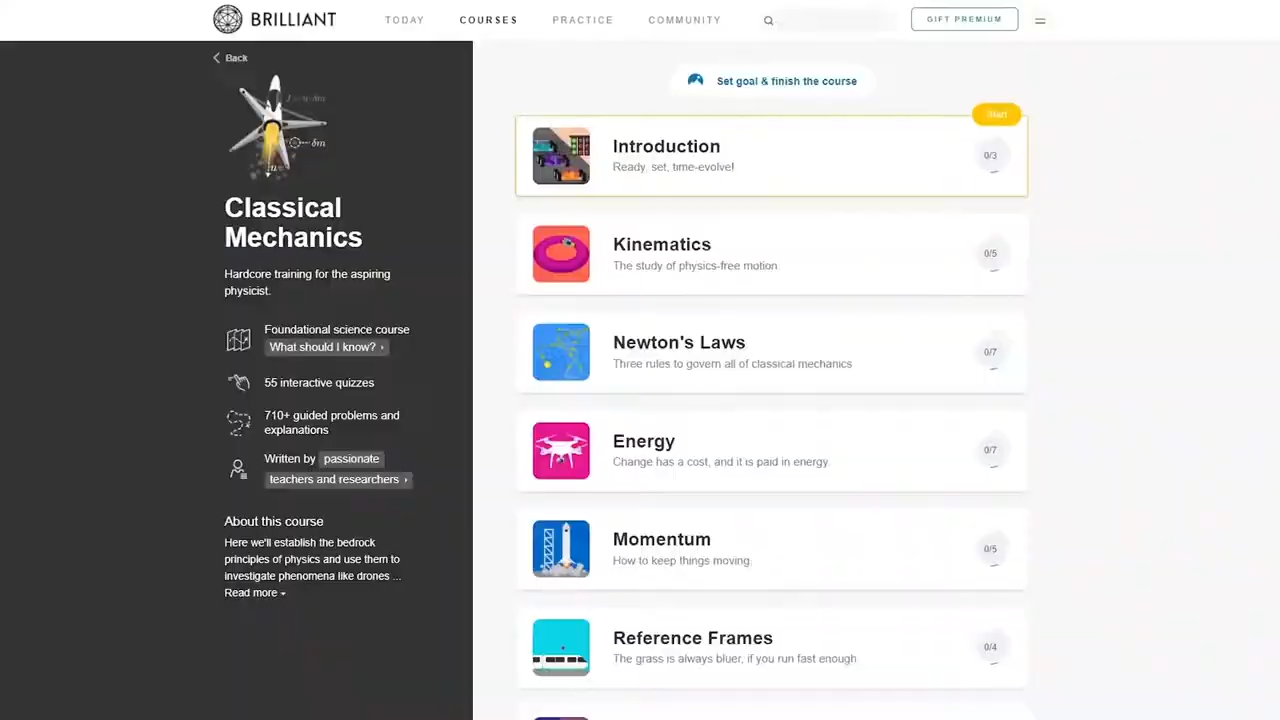 BRILLIANT
TODAY
COURSES
PRACTICE
COMMUNITY
GIFT PREMIUM
Back
Classical
Mechanics
Hardcore training for the aspiring
physicist.
Foundational science course
What should I know? ›
55 interactive quizzes
710+ guided problems and
explanations
Written by passionate
teachers and researchers ›
About this course
Here we'll establish the bedrock
principles of physics and use them to
investigate phenomena like drones ...
Read more
Set goal & finish the course
Start
Introduction
Ready, set, time-evolve!
0/3
Kinematics
The study of physics-free motion.
0/5
Newton's Laws
Three rules to govern all of classical mechanics
0/7
Energy
Change has a cost, and it is paid in energy.
0/7
Momentum
How to keep things moving.
0/5
Reference Frames
The grass is always bluer, if you run fast enough
0/4